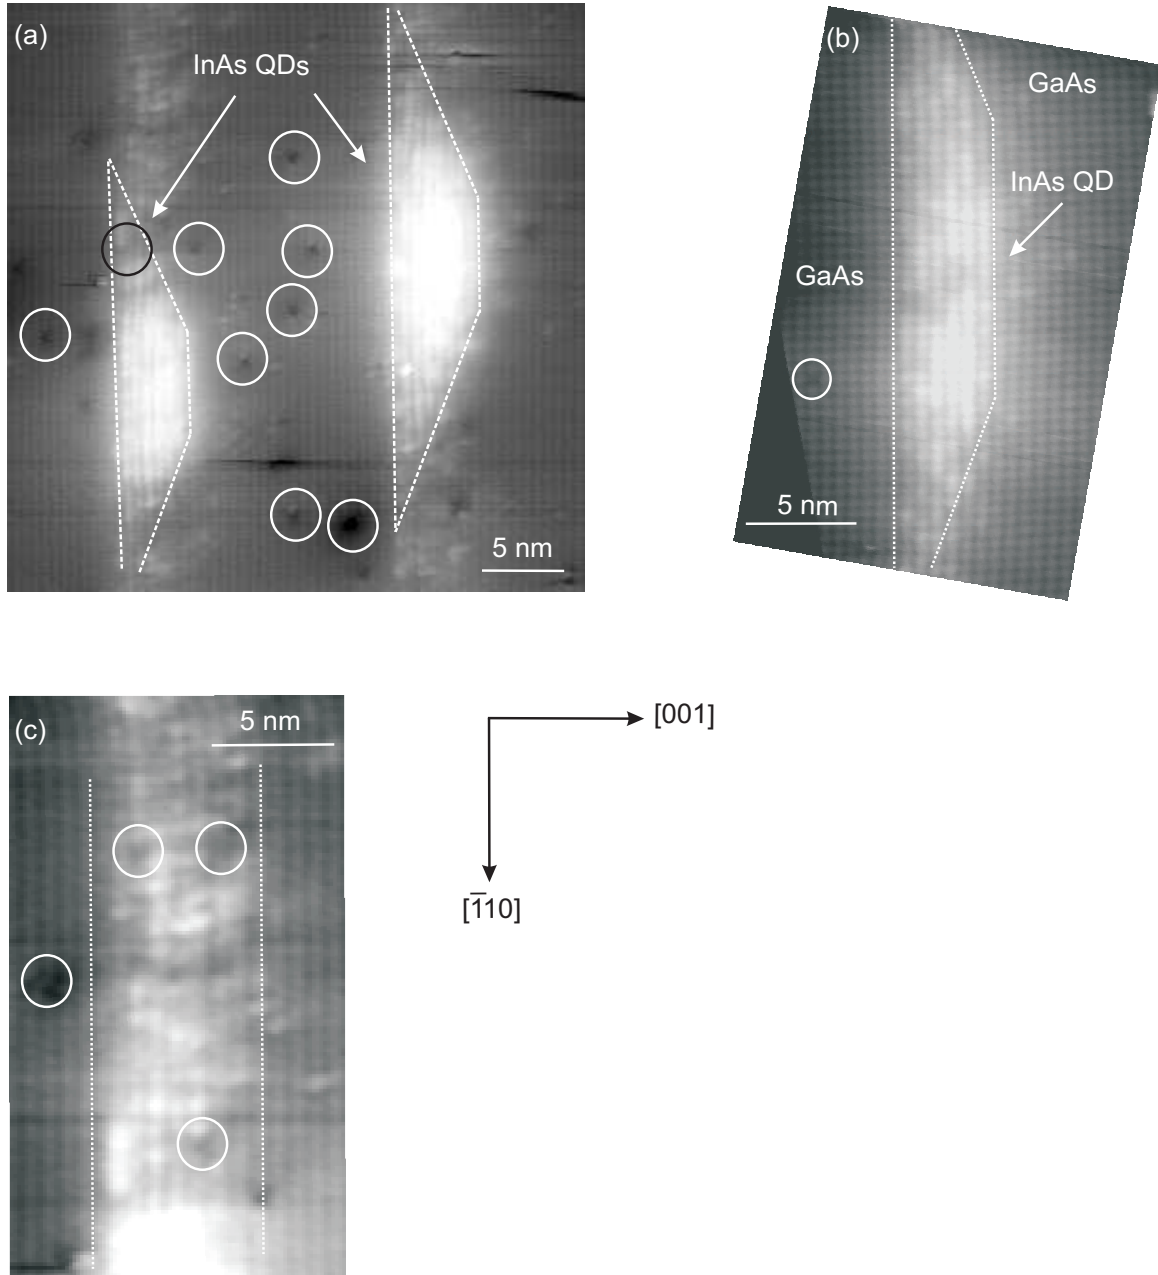 (a)
InAs QDs
5 nm
(b)
GaAs
InAs QD
GaAs
5 nm
(c)
5 nm
[001]
[1̅10]